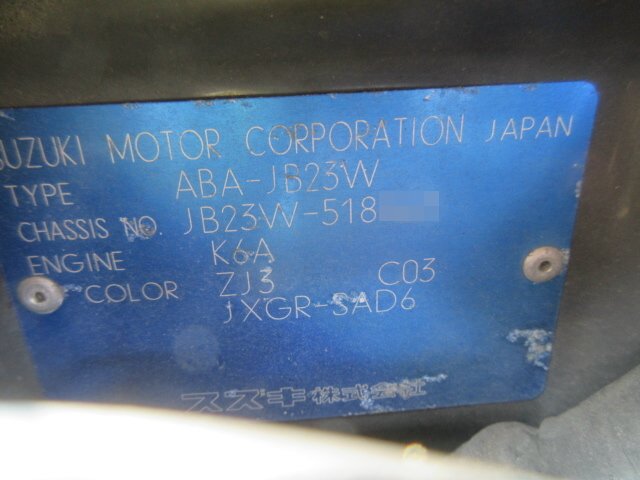 SUZUKI MOTOR CORPORATION JAPAN
TYPE ABA-JB23W
CHASSIS NO. JB23W-518
ENGINE K6A
COLOR ZJ3 C03
JXGR-SAD6
スズキ株式会社